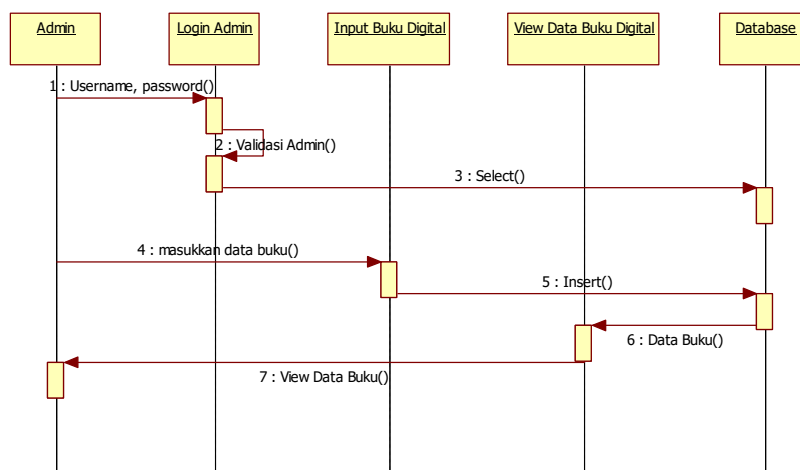 Admin
Login Admin
Input Buku Digital
View Data Buku Digital
Database
1 : Username, password()
2 : Validasi Admin()
3 : Select()
4 : masukkan data buku()
5 : Insert()
6 : Data Buku()
7 : View Data Buku()